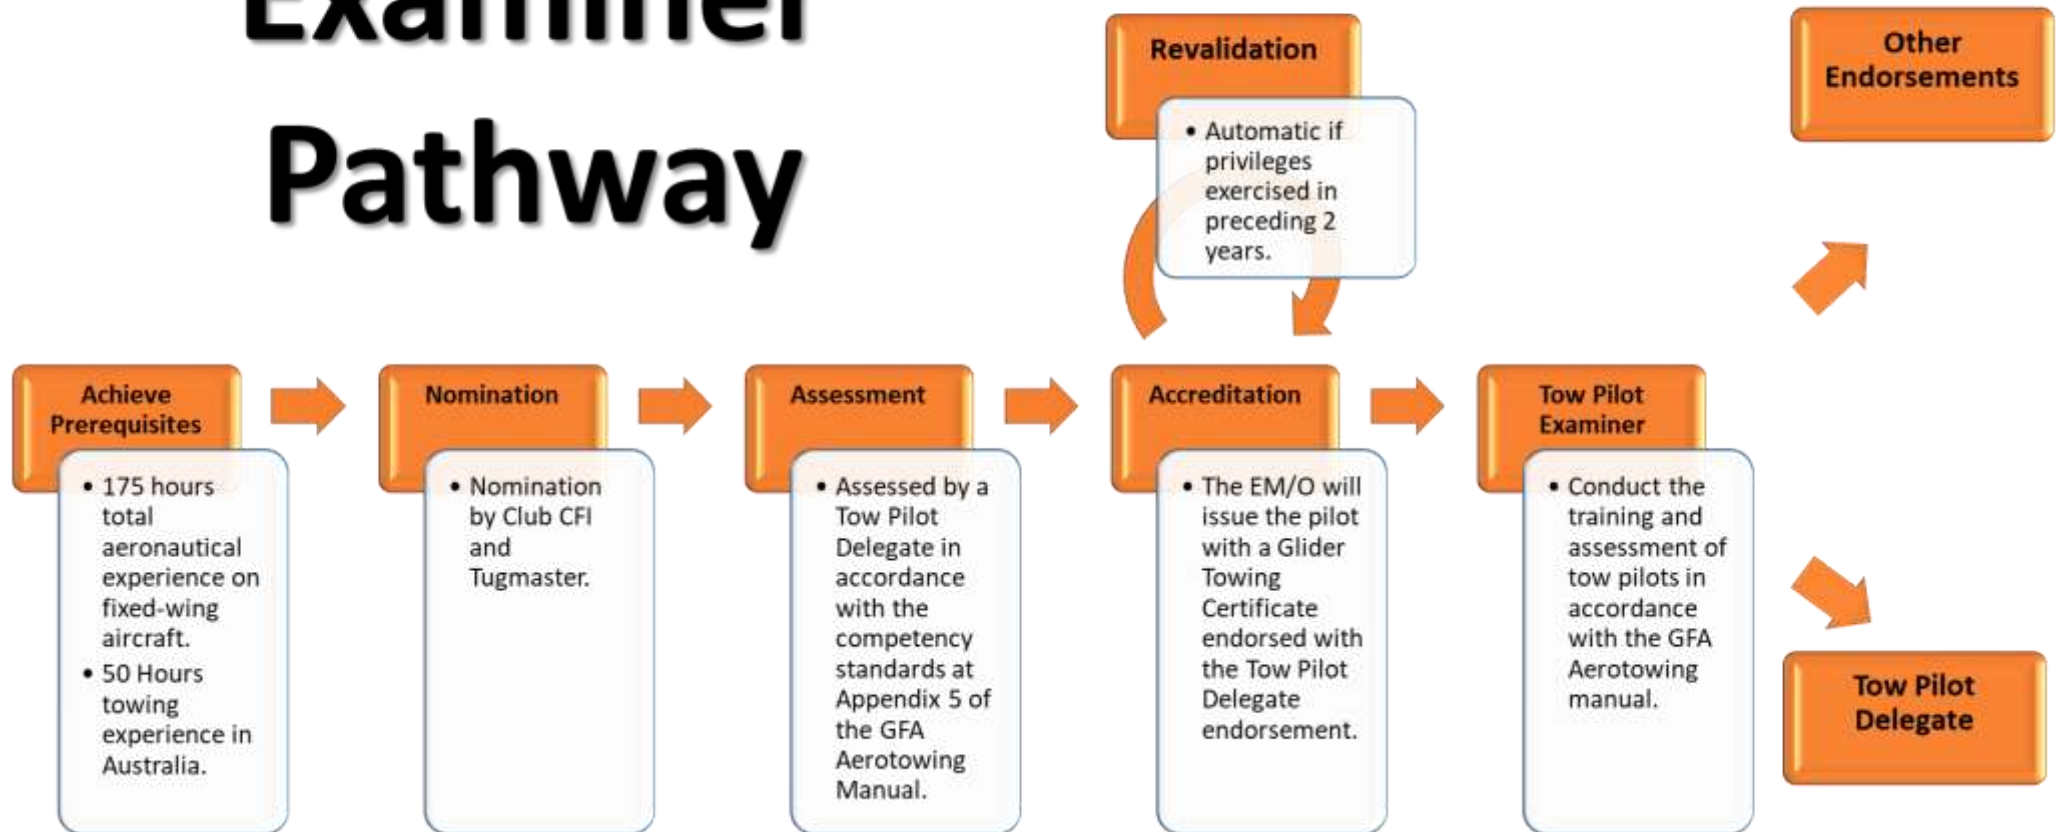 Examiner
Pathway
Revalidation
• Automatic if
privileges
exercised in
preceding 2
years.
Other
Endorsements
Achieve
Prerequisites
• 175 hours
total
aeronautical
experience on
fixed-wing
aircraft.
• 50 Hours
towing
experience in
Australia.
Nomination
• Nomination
by Club CFI
and
Tugmaster.
Assessment
• Assessed by a
Tow Pilot
Delegate in
accordance
with the
competency
standards at
Appendix 5 of
the GFA
Aerotowing
Manual.
Accreditation
• The EM/O will
issue the pilot
with a Glider
Towing
Certificate
endorsed with
the Tow Pilot
Delegate
endorsement.
Tow Pilot
Examiner
• Conduct the
training and
assessment of
tow pilots in
accordance
with the GFA
Aerotowing
manual.
Tow Pilot
Delegate